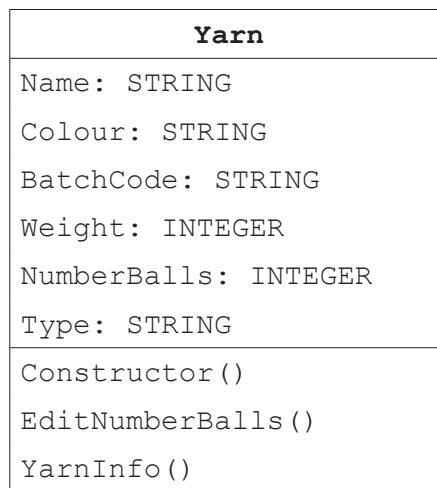 Yarn
Name: STRING
Colour: STRING
BatchCode: STRING
Weight: INTEGER
NumberBalls: INTEGER
Type: STRING
Constructor()
EditNumberBalls()
YarnInfo()